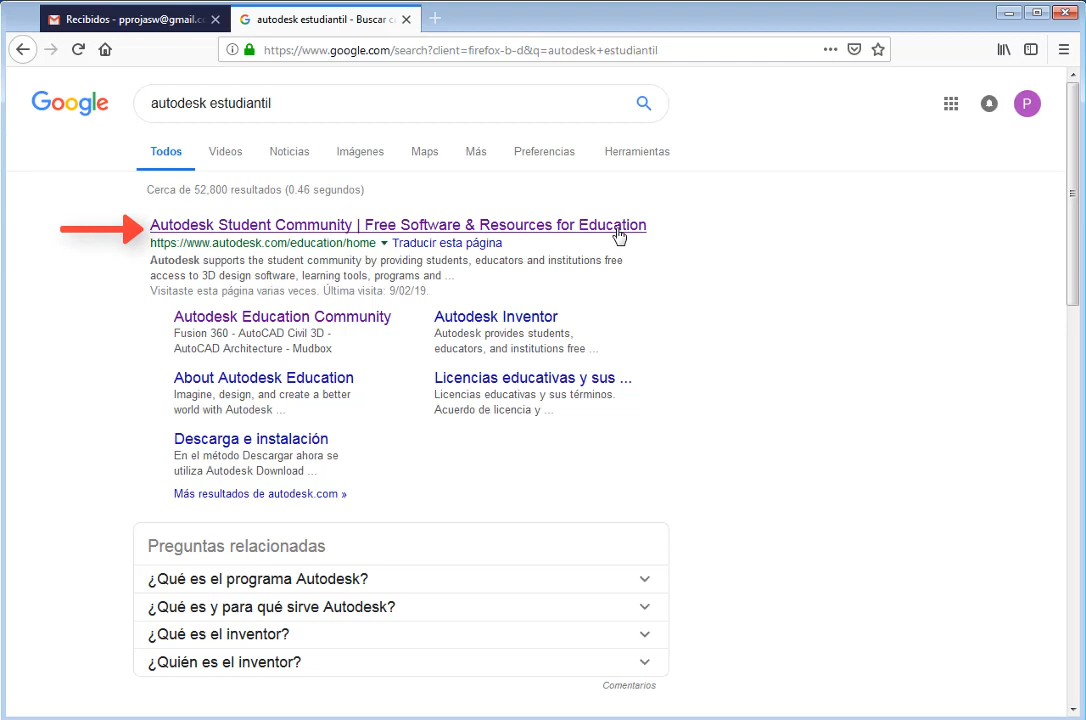 Recibidos - pprojasw@gmail.c
autodesk estudiantil - Buscar c
https://www.google.com/search?client=firefox-b-d&q=autodesk+estudiantil
Google
autodesk estudiantil
P
Todos Videos Noticias Imágenes Maps Más Preferencias Herramientas
Cerca de 52,800 resultados (0.46 segundos)
Autodesk Student Community | Free Software & Resources for Education
https://www.autodesk.com/education/home Traducir esta página
Autodesk supports the student community by providing students, educators and institutions free
access to 3D design software, learning tools, programs and ...
Visitaste esta página varias veces. Última visita: 9/02/19.
Autodesk Education Community
Fusion 360 - AutoCAD Civil 3D -
AutoCAD Architecture - Mudbox
Autodesk Inventor
Autodesk provides students,
educators, and institutions free ...
About Autodesk Education
Imagine, design, and create a better
world with Autodesk ...
Licencias educativas y sus ...
Licencias educativas y sus términos.
Acuerdo de licencia y ...
Descarga e instalación
En el método Descargar ahora se
utiliza Autodesk Download ...
Más resultados de autodesk.com »
Preguntas relacionadas
¿Qué es el programa Autodesk?
¿Qué es y para qué sirve Autodesk?
¿Qué es el inventor?
¿Quién es el inventor?
Comentarios